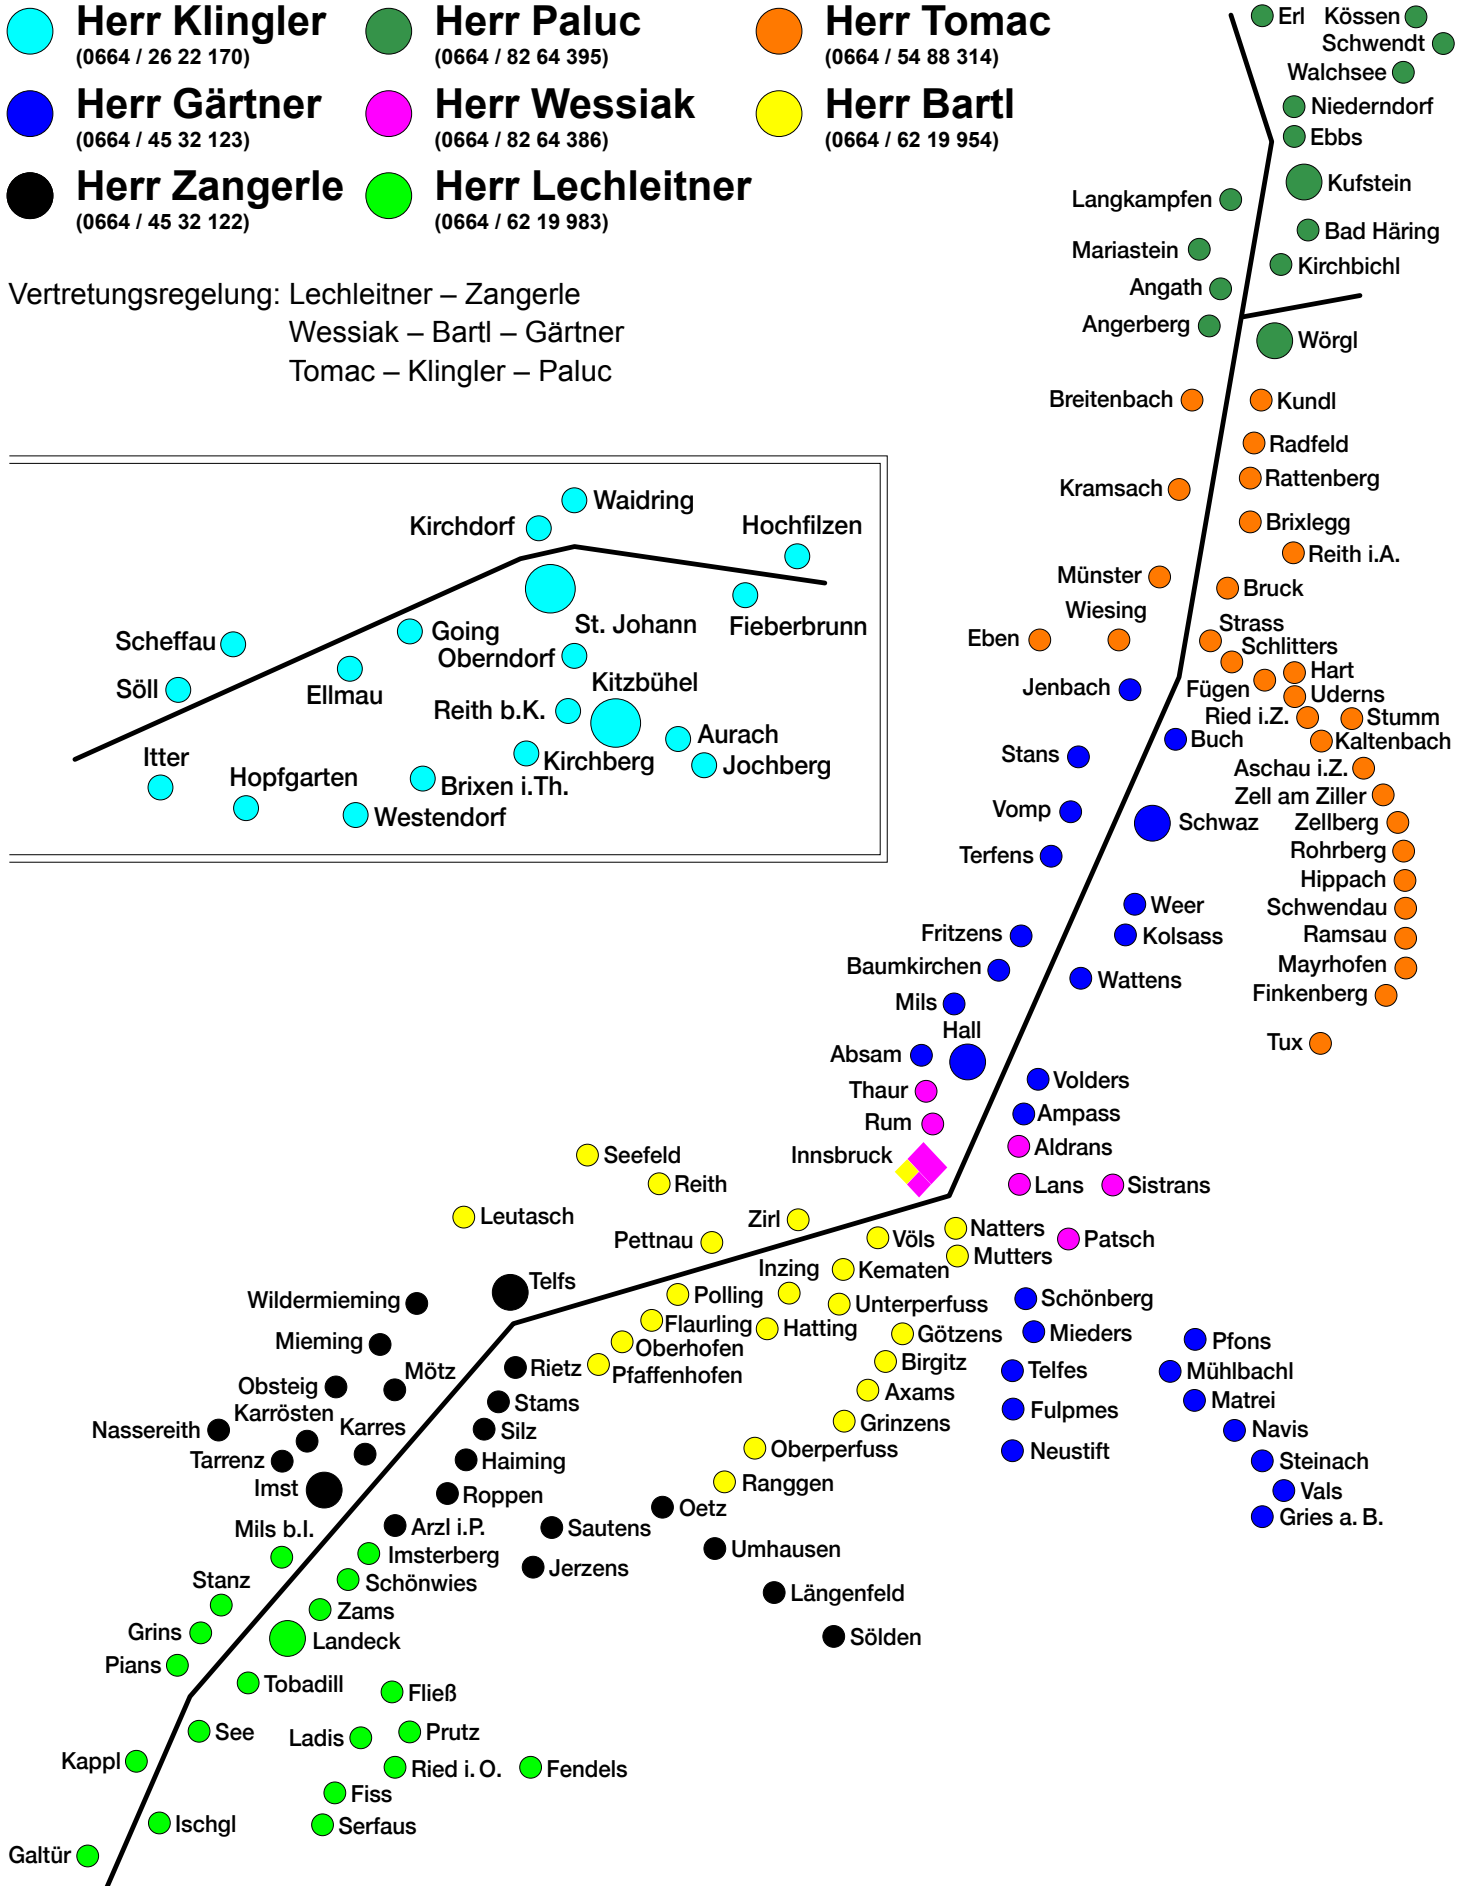 Herr Klingler
(0664 / 26 22 170)
Herr Paluc
(0664 / 82 64 395)
Herr Tomac
(0664 / 54 88 314)
Herr Gärtner
(0664 / 45 32 123)
Herr Wessiak
(0664 / 82 64 386)
Herr Bartl
(0664 / 62 19 954)
Herr Zangerle
(0664 / 45 32 122)
Herr Lechleitner
(0664 / 62 19 983)
Vertretungsregelung: Lechleitner – Zangerle
Wessiak – Bartl – Gärtner
Tomac – Klingler – Paluc
Erl
Kössen
Schwendt
Walchsee
Niederndorf
Ebbs
Kufstein
Langkampfen
Bad Häring
Mariastein
Kirchbichl
Angath
Angerberg
Wörgl
Breitenbach
Kundl
Radfeld
Rattenberg
Kramsach
Brixlegg
Reith i.A.
Münster
Bruck
Wiesing
Eben
Strass
Schlitters
Hart
Fügen
Uderns
Jenbach
Ried i.Z.
Stumm
Buch
Kaltenbach
Stans
Aschau i.Z.
Zell am Ziller
Vomp
Schwaz
Zellberg
Terfens
Rohrberg
Hippach
Weer
Schwendau
Fritzens
Kolsass
Ramsau
Baumkirchen
Mayrhofen
Wattens
Finkenberg
Mils
Hall
Tux
Absam
Volders
Thaur
Ampass
Rum
Aldrans
Innsbruck
Lans
Sistrans
Waidring
Kirchdorf
Hochfilzen
St. Johann
Fieberbrunn
Going
Scheffau
Oberndorf
Ellmau
Söll
Kitzbühel
Reith b.K.
Aurach
Itter
Kirchberg
Jochberg
Hopfgarten
Brixen i.Th.
Westendorf
Seefeld
Reith
Leutasch
Zirl
Pettnau
Völs
Natters
Patsch
Mutters
Inzing
Kematen
Telfs
Polling
Unterperfuss
Schönberg
Wildermieming
Flaurling
Hatting
Götzens
Mieders
Pfons
Mieming
Oberhofen
Birgitz
Rietz
Pfaffenhofen
Telfes
Mühlbachl
Mötz
Obsteig
Axams
Matrei
Stams
Karrösten
Fulpmes
Karres
Grinzens
Nassereith
Silz
Navis
Oberperfuss
Neustift
Tarrenz
Haiming
Steinach
Ranggen
Imst
Roppen
Vals
Oetz
Gries a. B.
Mils b.I.
Arzl i.P.
Sautens
Imsterberg
Umhausen
Jerzens
Stanz
Schönwies
Längenfeld
Zams
Grins
Landeck
Sölden
Pians
Tobadill
Fließ
See
Ladis
Prutz
Kappl
Ried i. O.
Fendels
Fiss
Ischgl
Serfaus
Galtür